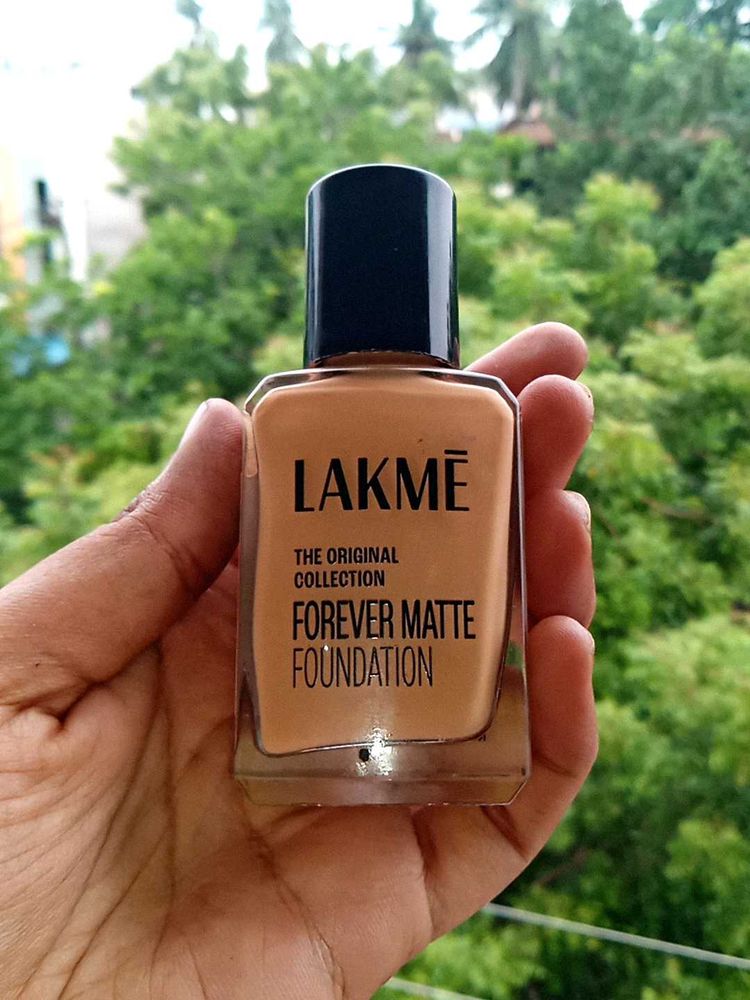 LAKMĒ
THE ORIGINAL
COLLECTION
FOREVER MATTE
FOUNDATION